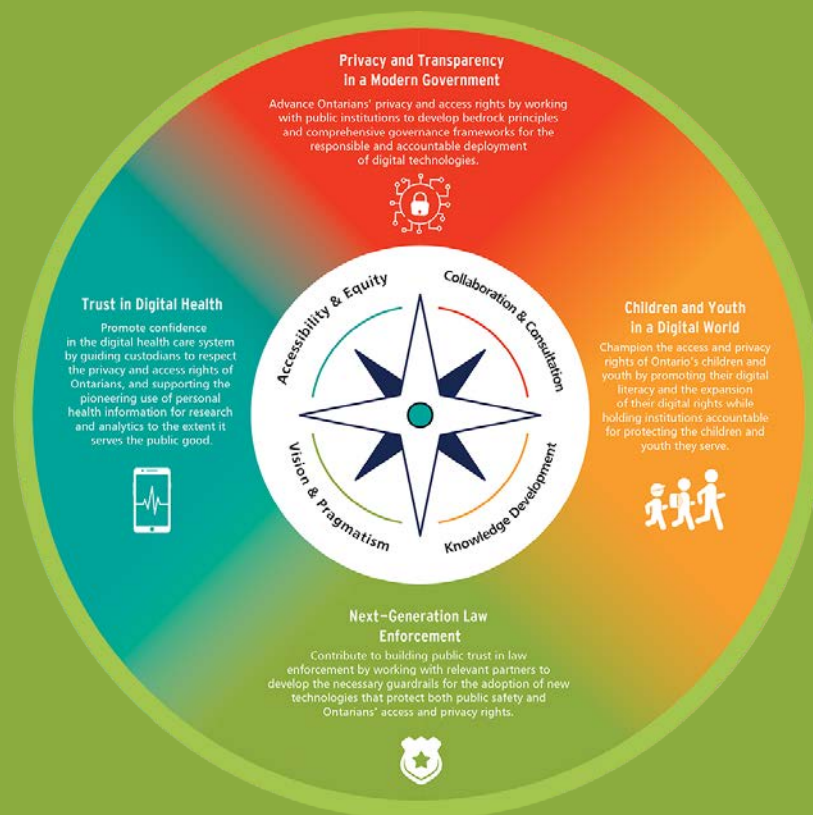 Privacy and Transparency
in a Modern Government
Advance Ontarians' privacy and access rights by working
with public institutions to develop bedrock principles
and comprehensive governance frameworks for the
responsible and accountable deployment
of digital technologies.
Trust in Digital Health
Promote confidence
in the digital health care system
by guiding custodians to respect
the privacy and access rights of
Ontarians, and supporting the
pioneering use of personal
health information for research
and analytics to the extent it
serves the public good.
Accessibility & Equity
Collaboration & Consultation
Vision & Pragmatism
Knowledge Development
Children and Youth
in a Digital World
Champion the access and privacy
rights of Ontario's children and
youth by promoting their digital
literacy and the expansion
of their digital rights while
holding institutions accountable
for protecting the children and
youth they serve.
Next-Generation Law
Enforcement
Contribute to building public trust in law
enforcement by working with relevant partners to
develop the necessary guardrails for the adoption of new
technologies that protect both public safety and
Ontarians' access and privacy rights.